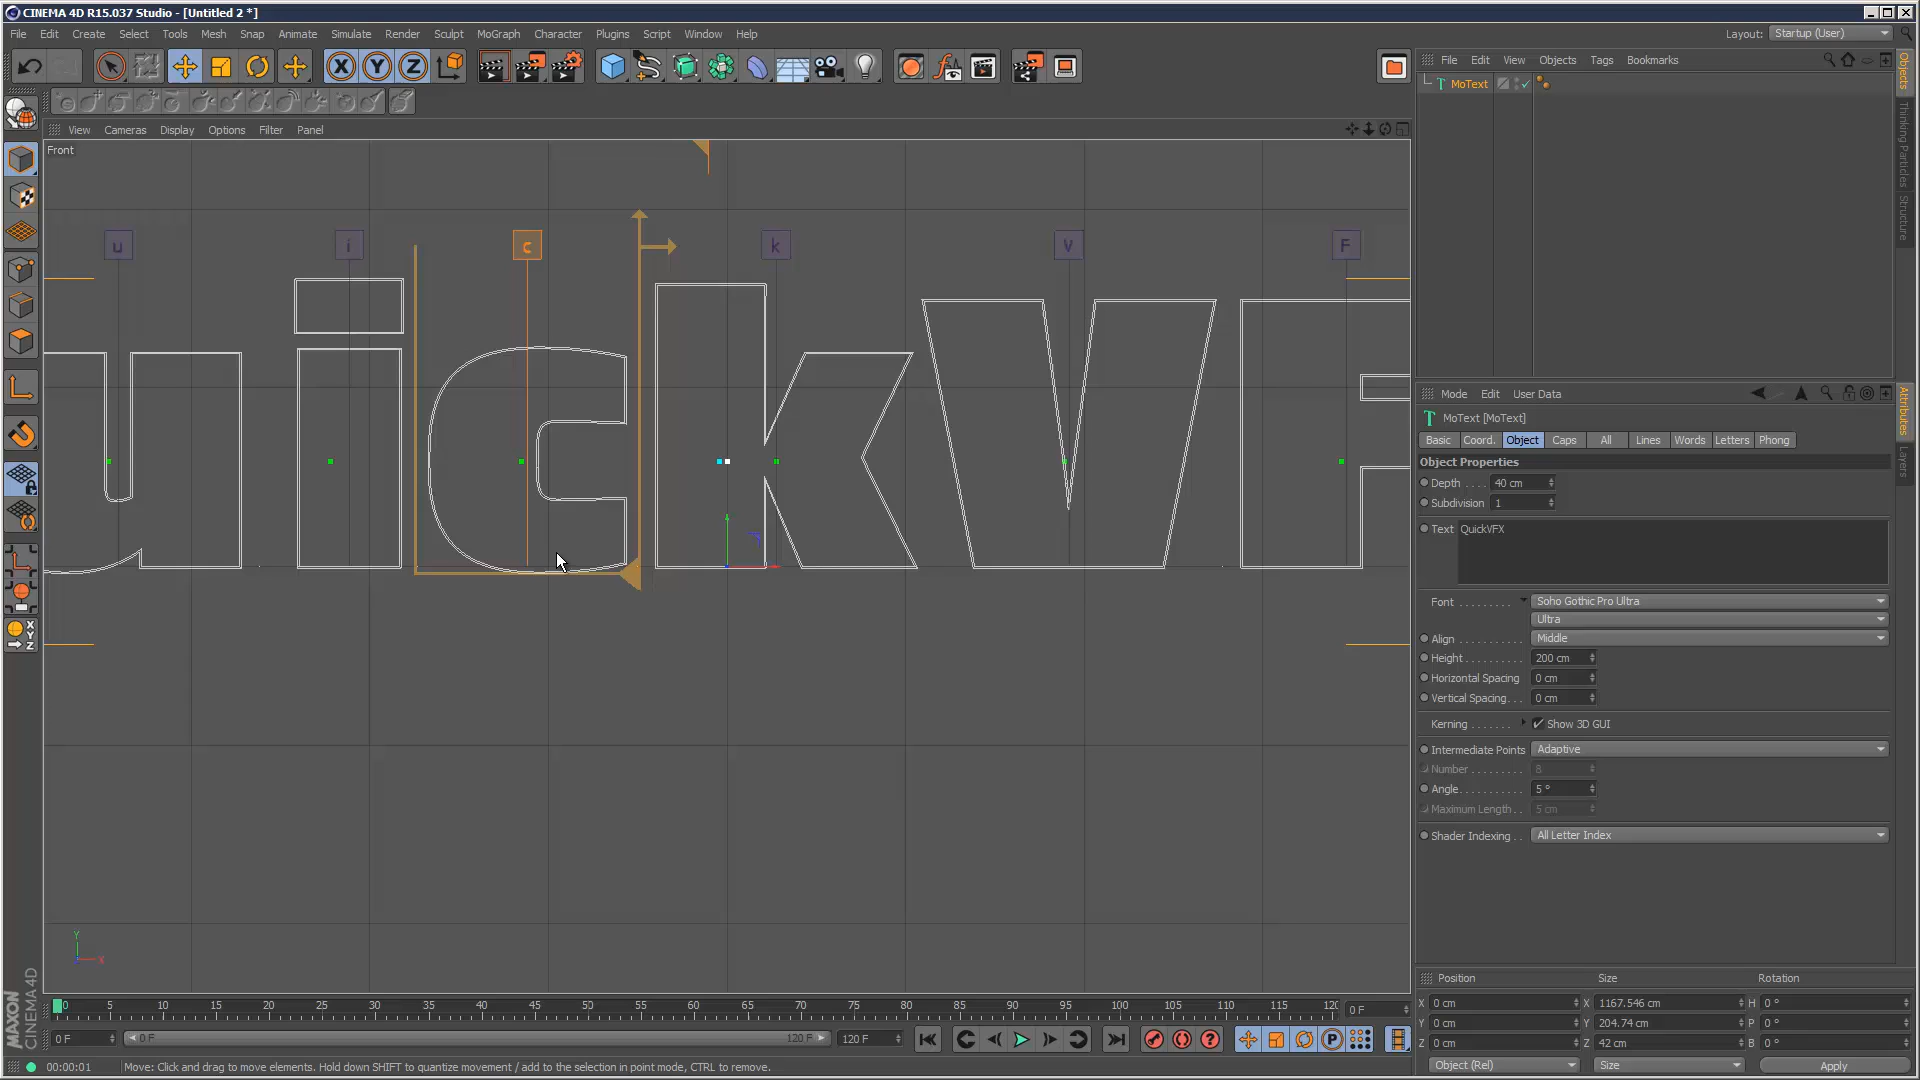 CINEMA 4D R15.037 Studio - [Untitled 2 *]
File Edit Create Select Tools Mesh Snap Animate Simulate Render Sculpt MoGraph Character Plugins Script Window Help
Layout: Startup (User)
X Y Z
File Edit View Objects Tags Bookmarks
MoText
View Cameras Display Options Filter Panel
Front
u i c k V F
uickVF
Objects
Thinking Particles
Structure
Mode Edit User Data
Attributes
Layers
MoText [MoText]
Basic Coord. Object Caps All Lines Words Letters Phong
Object Properties
Depth . . . . 40 cm
Subdivision 1
Text QuickVFX
Font . . . . . . . . . Soho Gothic Pro Ultra
Ultra
Align . . . . . . . . . Middle
Height . . . . . . . . . 200 cm
Horizontal Spacing 0 cm
Vertical Spacing. . . 0 cm
Kerning . . . . . . . Show 3D GUI
Intermediate Points Adaptive
Number . . . . . . . . . 8
Angle. . . . . . . . . . . 5 °
Maximum Length . . 5 cm
Shader Indexing . . All Letter Index
X Y Z
Y
X
MAXON
CINEMA 4D
0 5 10 15 20 25 30 35 40 45 50 55 60 65 70 75 80 85 90 95 100 105 110 115 120
0 F
0 F 0 F 120 F 120 F
Position Size Rotation
X 0 cm X 1167.546 cm H 0 °
Y 0 cm Y 204.74 cm P 0 °
Z 0 cm Z 42 cm B 0 °
Object (Rel) Size Apply
00:00:01 Move: Click and drag to move elements. Hold down SHIFT to quantize movement / add to the selection in point mode, CTRL to remove.